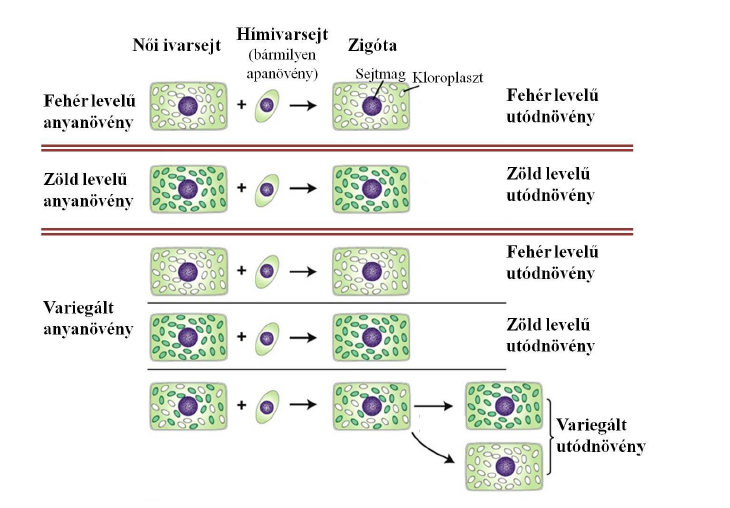 Női ivarsejt
Hímivarsejt
(bármilyen
apanövény)
Zigóta
Sejtmag
Kloroplaszt
Fehér levelű
anyanövény
+
Fehér levelű
utódnövény
Zöld levelű
anyanövény
+
Zöld levelű
utódnövény
Variegált
anyanövény
+
Fehér levelű
utódnövény
+
Zöld levelű
utódnövény
+
Variegált
utódnövény